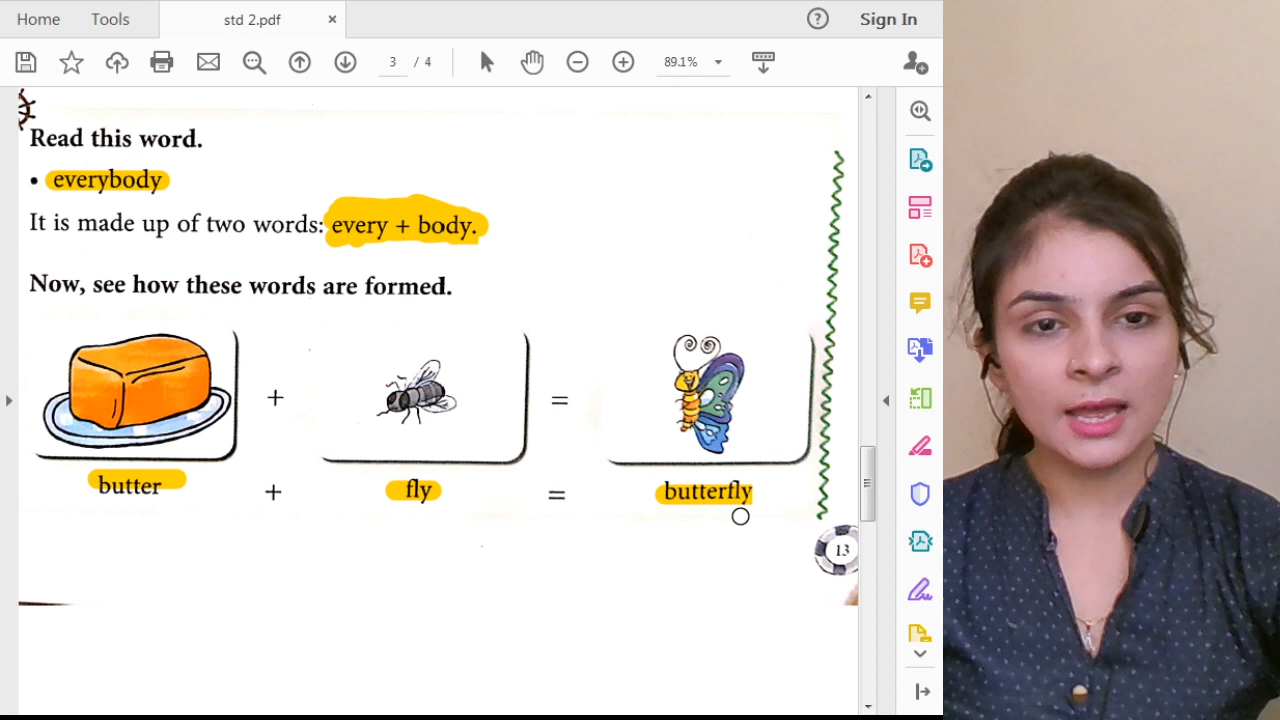 Home Tools std 2.pdf × ? Sign In
3 / 4 89.1%
Read this word.
• everybody
It is made up of two words: every + body.
Now, see how these words are formed.
+ =
butter + fly = butterfly
13